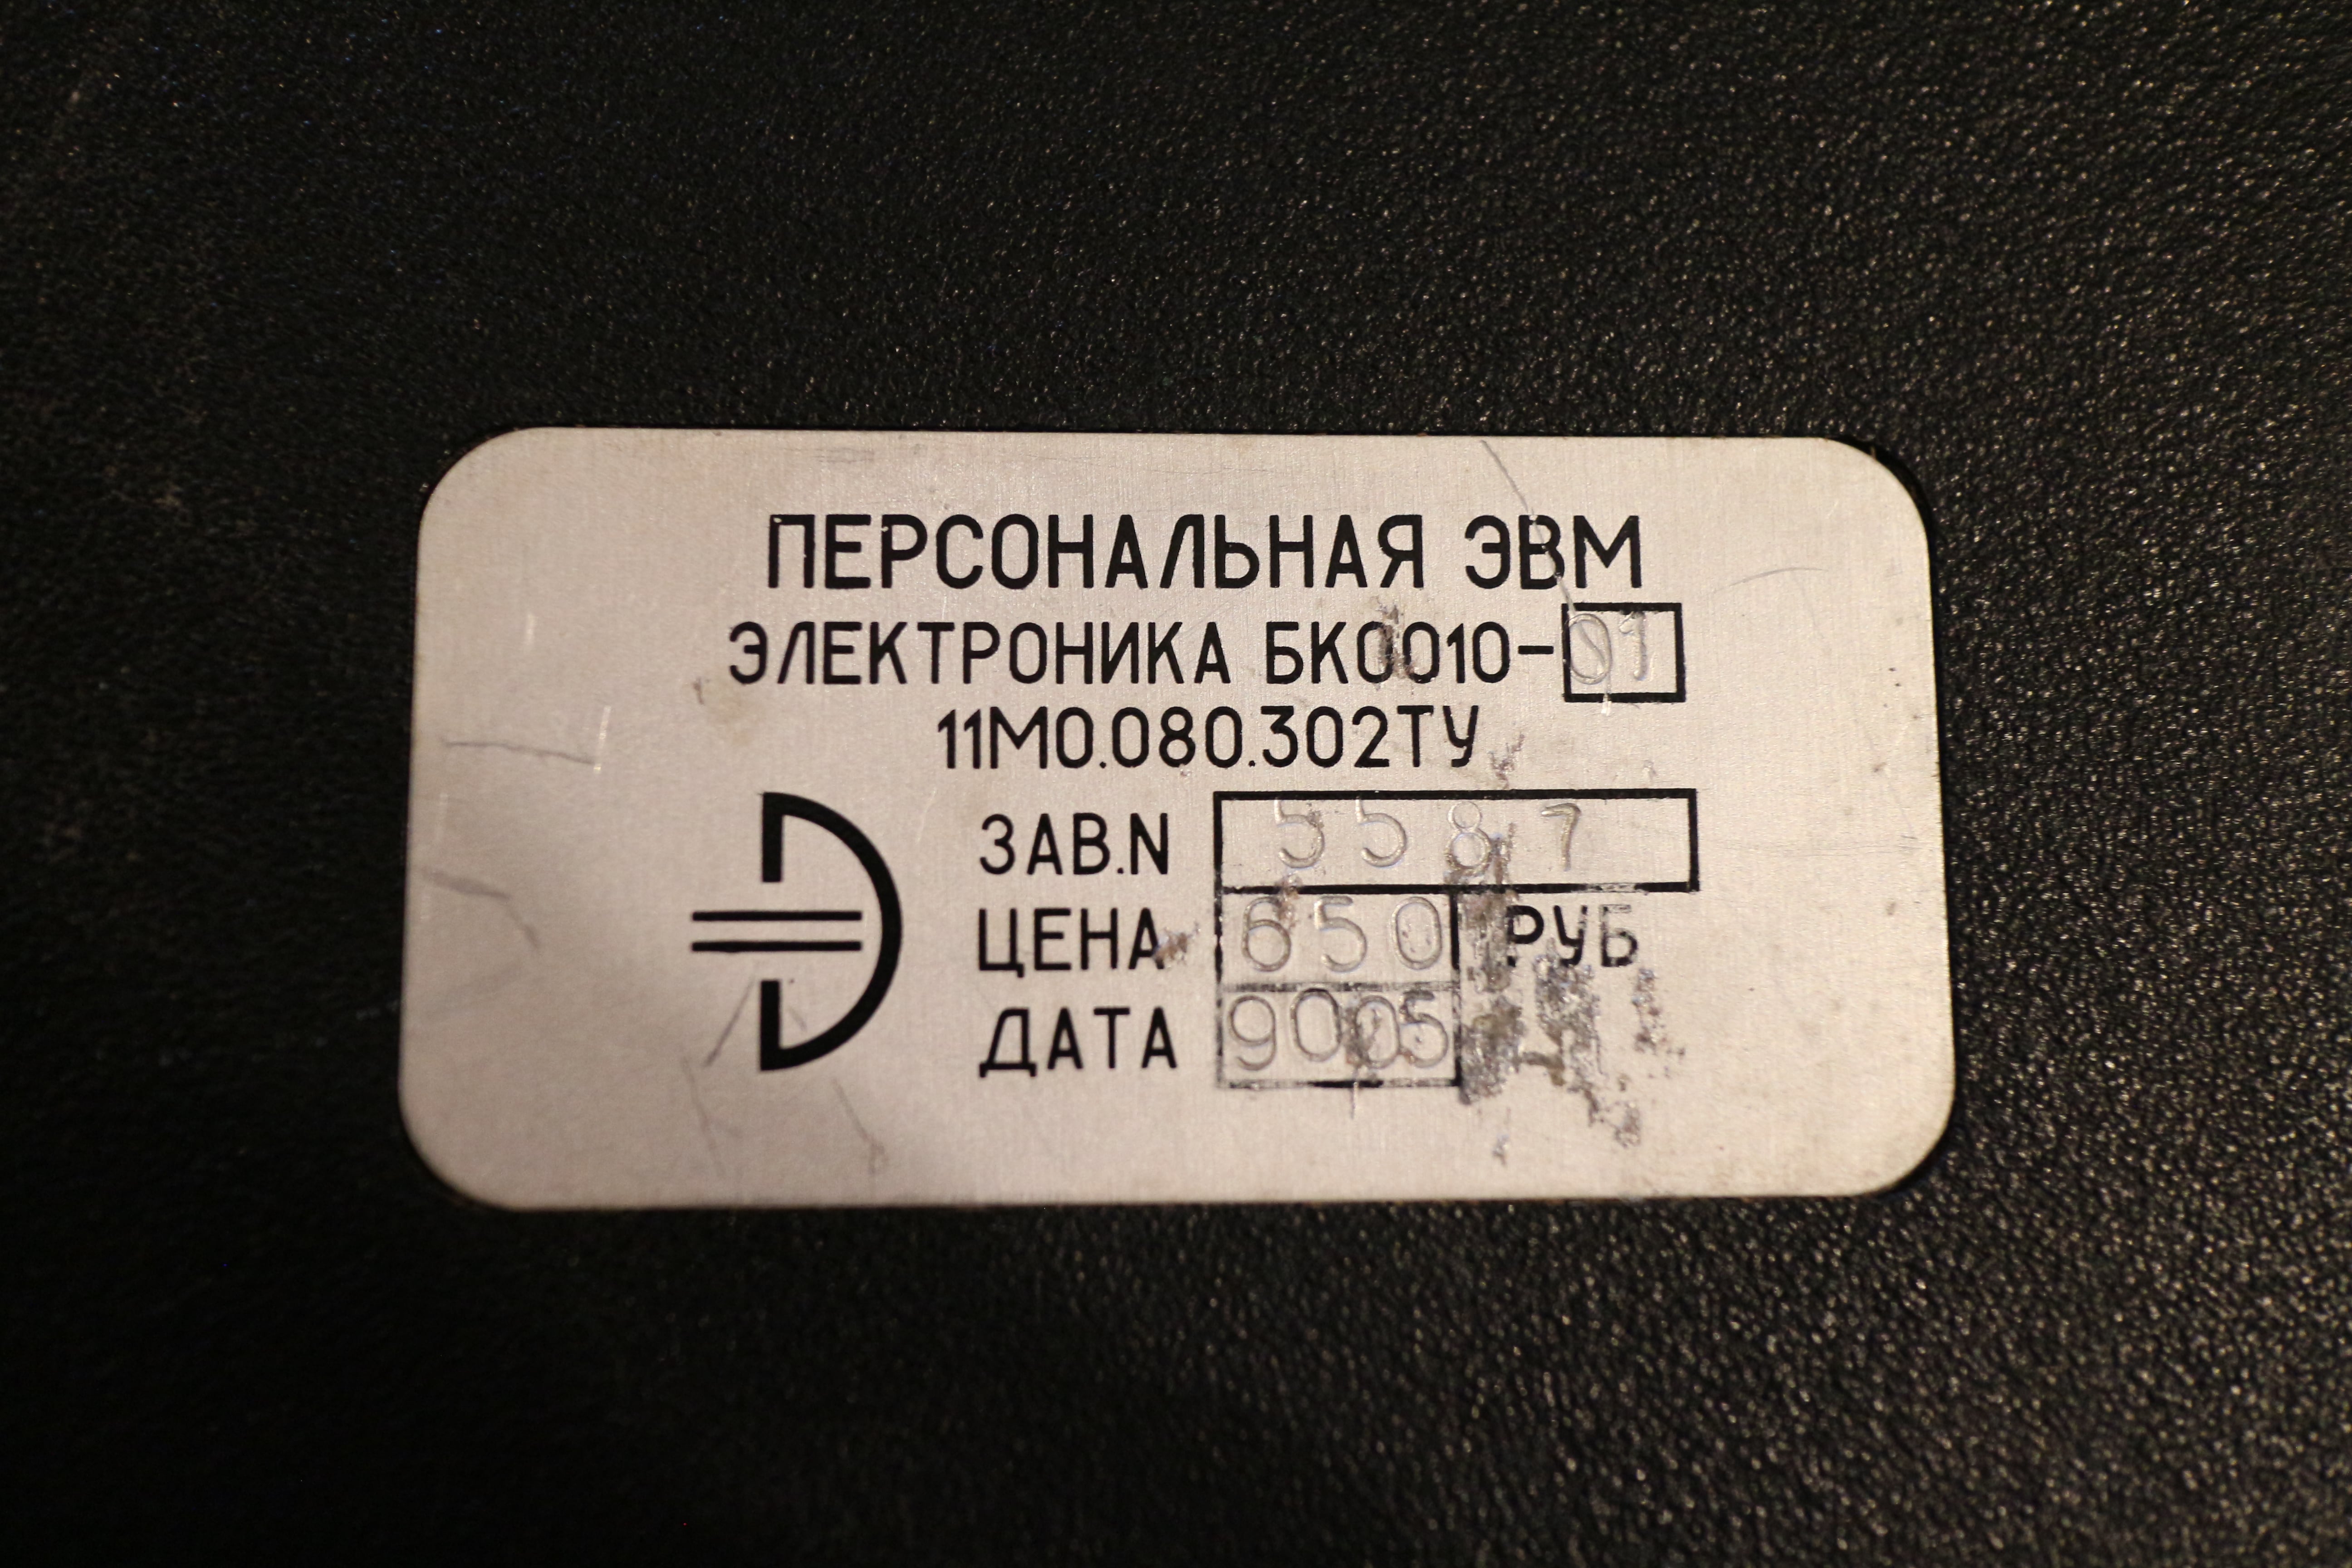 ПЕРСОНАЛЬНАЯ ЭВМ
ЭЛЕКТРОНИКА БК0010-01
11М0.080.302ТУ
ЗАВ.N 5587
ЦЕНА 650 РУБ
ДАТА 9005